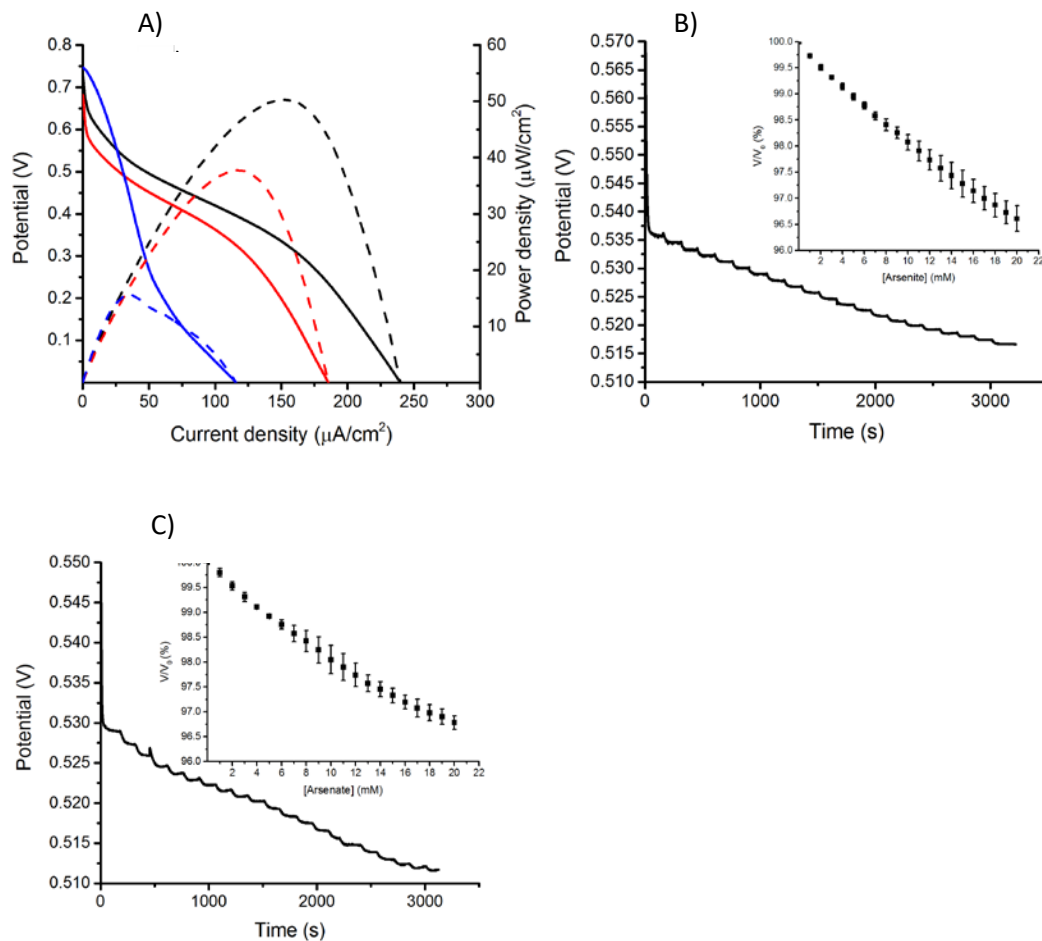 A)
0.8
0.7
0.6
0.5
0.4
0.3
0.2
0.1
Potential (V)
60
50
40
30
20
10
0
Power density (µW/cm²)
0 50 100 150 200 250 300
Current density (µA/cm²)
B)
0.570
0.565
0.560
0.555
0.550
0.545
0.540
0.535
0.530
0.525
0.520
0.515
0.510
Potential (V)
0 1000 2000 3000
Time (s)
100.0
99.5
99.0
98.5
98.0
97.5
97.0
96.5
96.0
V/V₀ (%)
2 4 6 8 10 12 14 16 18 20 22
[Arsenite] (mM)
C)
0.550
0.545
0.540
0.535
0.530
0.525
0.520
0.515
0.510
Potential (V)
0 1000 2000 3000
Time (s)
100.0
99.5
99.0
98.5
98.0
97.5
97.0
96.5
96.0
V/V₀ (%)
2 4 6 8 10 12 14 16 18 20 22
[Arsenate] (mM)